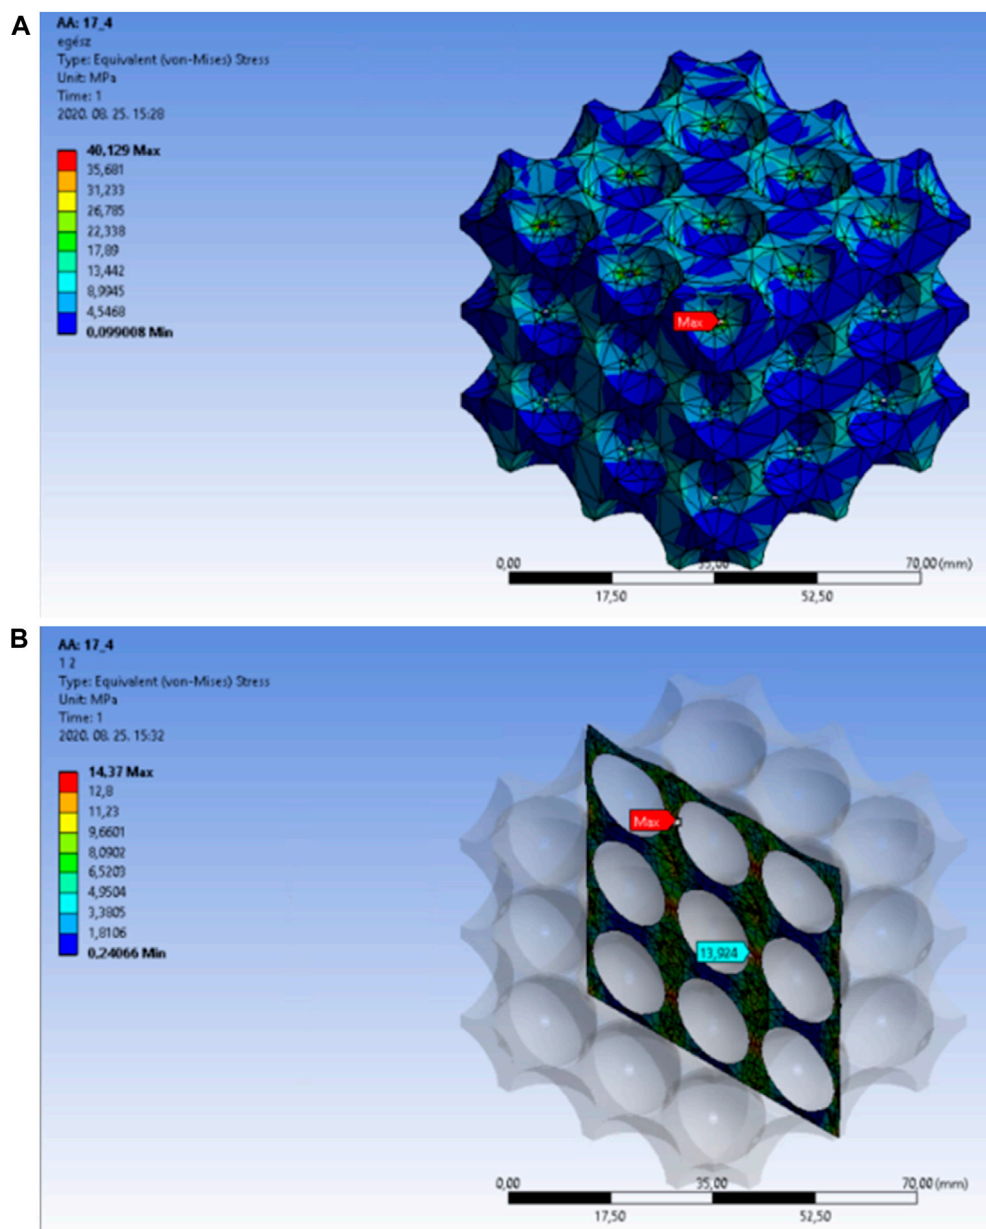 A
AA: 17_4
egész
Type: Equivalent (von-Mises) Stress
Unit: MPa
Time: 1
2020. 08. 25. 15:28
40,129 Max
35,681
31,233
26,785
22,338
17,89
13,442
8,9945
4,5468
0,099008 Min
Max
0,00 35,00 70,00 (mm)
17,50 52,50
B
AA: 17_4
1 2
Type: Equivalent (von-Mises) Stress
Unit: MPa
Time: 1
2020. 08. 25. 15:32
14,37 Max
12,8
11,23
9,6601
8,0902
6,5203
4,9504
3,3805
1,8106
0,24066 Min
Max
13,924
0,00 35,00 70,00 (mm)
17,50 52,50